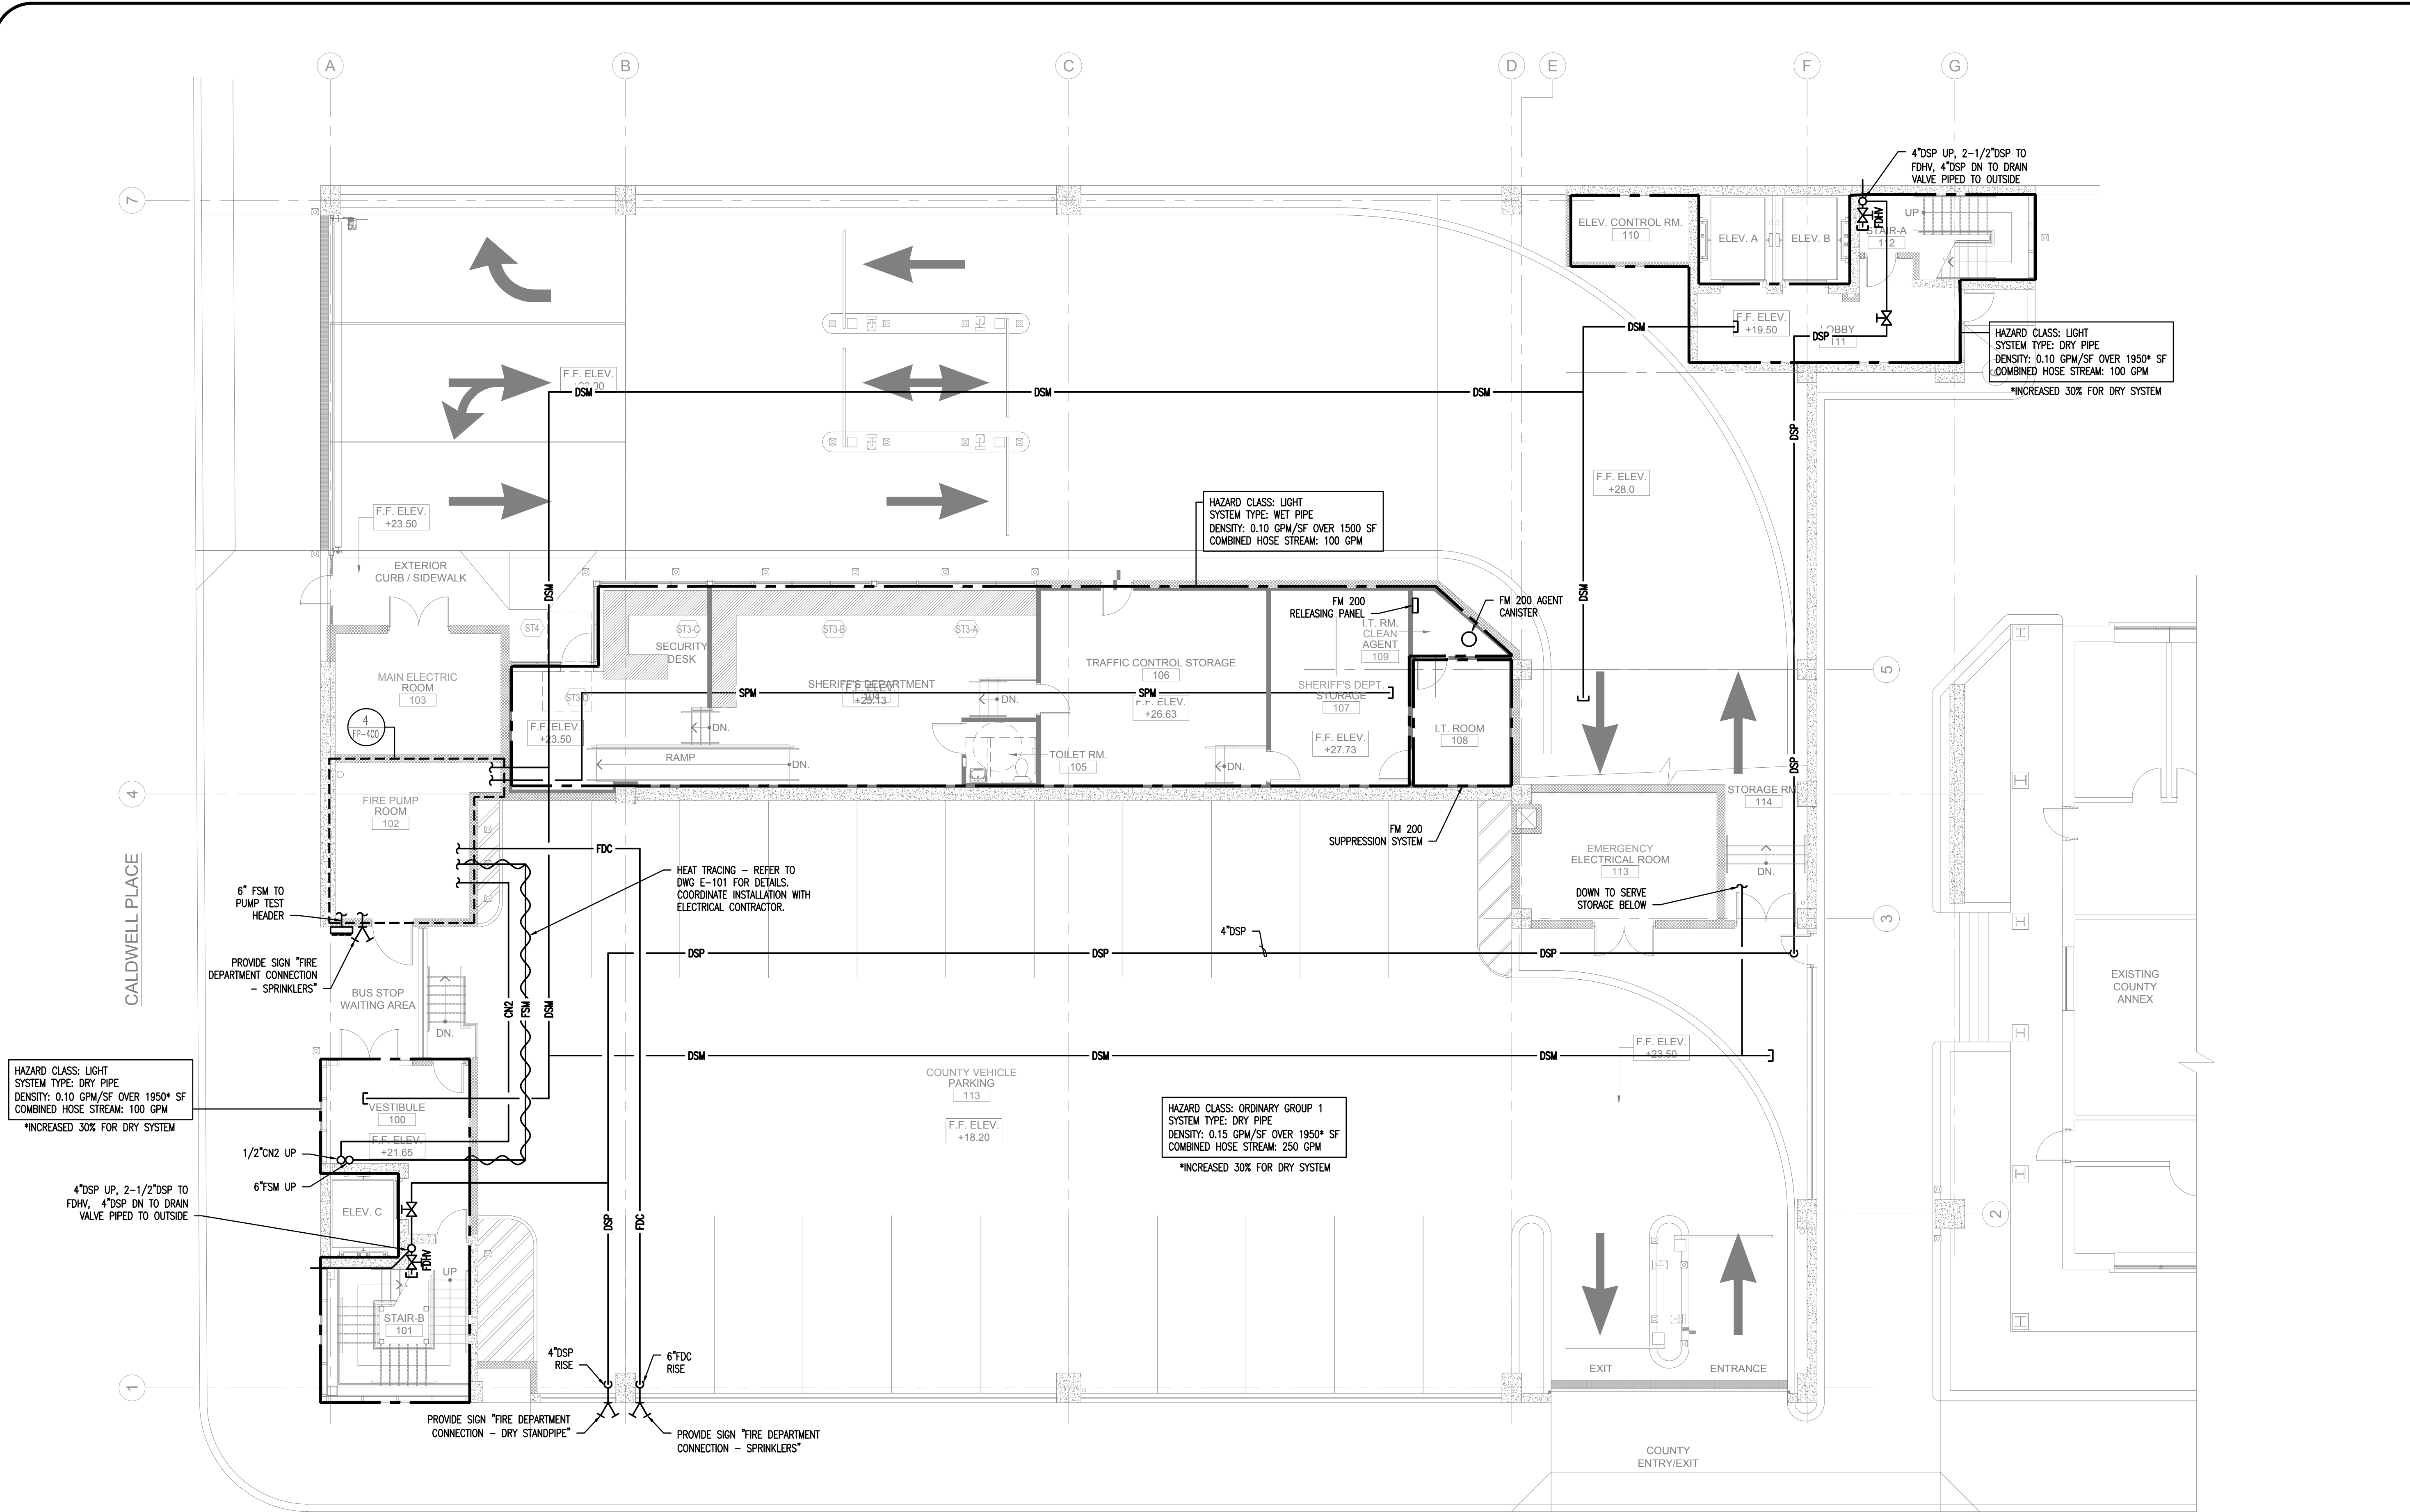 A
B
C
D
E
F
G
7
4"DSP UP, 2-1/2"DSP TO
FDHV, 4"DSP DN TO DRAIN
VALVE PIPED TO OUTSIDE
ELEV. CONTROL RM.
110
ELEV. A
ELEV. B
FDHV
UP
STAIR-A
112
F.F. ELEV.
+19.50
LOBBY
111
DSM
DSP
HAZARD CLASS: LIGHT
SYSTEM TYPE: DRY PIPE
DENSITY: 0.10 GPM/SF OVER 1950* SF
COMBINED HOSE STREAM: 100 GPM
*INCREASED 30% FOR DRY SYSTEM
F.F. ELEV.
DSM
DSM
DSM
DSP
F.F. ELEV.
+28.0
F.F. ELEV.
+23.50
HAZARD CLASS: LIGHT
SYSTEM TYPE: WET PIPE
DENSITY: 0.10 GPM/SF OVER 1500 SF
COMBINED HOSE STREAM: 100 GPM
EXTERIOR
CURB / SIDEWALK
DSM
DSM
FM 200
RELEASING PANEL
FM 200 AGENT
CANISTER
ST4
ST3-C
ST3-B
ST3-A
ST3-D
SECURITY
DESK
I.T. RM.
CLEAN
AGENT
109
MAIN ELECTRIC
ROOM
103
TRAFFIC CONTROL STORAGE
106
5
SHERIFF'S DEPARTMENT
104
F.F. ELEV.
+25.13
SPM
SPM
DN.
SHERIFF'S DEPT.
STORAGE
107
F.F. ELEV.
+26.63
4
FP-400
F.F. ELEV.
+23.50
DN.
F.F. ELEV.
+27.73
I.T. ROOM
108
RAMP
DN.
TOILET RM.
105
DN.
DSP
4
FIRE PUMP
ROOM
102
STORAGE RM.
114
FM 200
SUPPRESSION SYSTEM
FDC
EMERGENCY
ELECTRICAL ROOM
113
DN.
HEAT TRACING - REFER TO
DWG E-101 FOR DETAILS.
COORDINATE INSTALLATION WITH
ELECTRICAL CONTRACTOR.
CALDWELL PLACE
6" FSM TO
PUMP TEST
HEADER
DOWN TO SERVE
STORAGE BELOW
3
4"DSP
DSP
DSP
DSP
PROVIDE SIGN "FIRE
DEPARTMENT CONNECTION
- SPRINKLERS"
BUS STOP
WAITING AREA
CN2
FSM
DSM
DN.
EXISTING
COUNTY
ANNEX
F.F. ELEV.
+23.50
DSM
DSM
DSM
HAZARD CLASS: LIGHT
SYSTEM TYPE: DRY PIPE
DENSITY: 0.10 GPM/SF OVER 1950* SF
COMBINED HOSE STREAM: 100 GPM
*INCREASED 30% FOR DRY SYSTEM
COUNTY VEHICLE
PARKING
113
F.F. ELEV.
+18.20
VESTIBULE
100
F.F. ELEV.
+21.65
HAZARD CLASS: ORDINARY GROUP 1
SYSTEM TYPE: DRY PIPE
DENSITY: 0.15 GPM/SF OVER 1950* SF
COMBINED HOSE STREAM: 250 GPM
*INCREASED 30% FOR DRY SYSTEM
1/2"CN2 UP
6"FSM UP
4"DSP UP, 2-1/2"DSP TO
FDHV, 4"DSP DN TO DRAIN
VALVE PIPED TO OUTSIDE
ELEV. C
DSP
FDC
2
FDHV
UP
STAIR-B
101
4"DSP
RISE
6"FDC
RISE
EXIT
ENTRANCE
1
PROVIDE SIGN "FIRE DEPARTMENT
CONNECTION - DRY STANDPIPE"
PROVIDE SIGN "FIRE DEPARTMENT
CONNECTION - SPRINKLERS"
COUNTY
ENTRY/EXIT